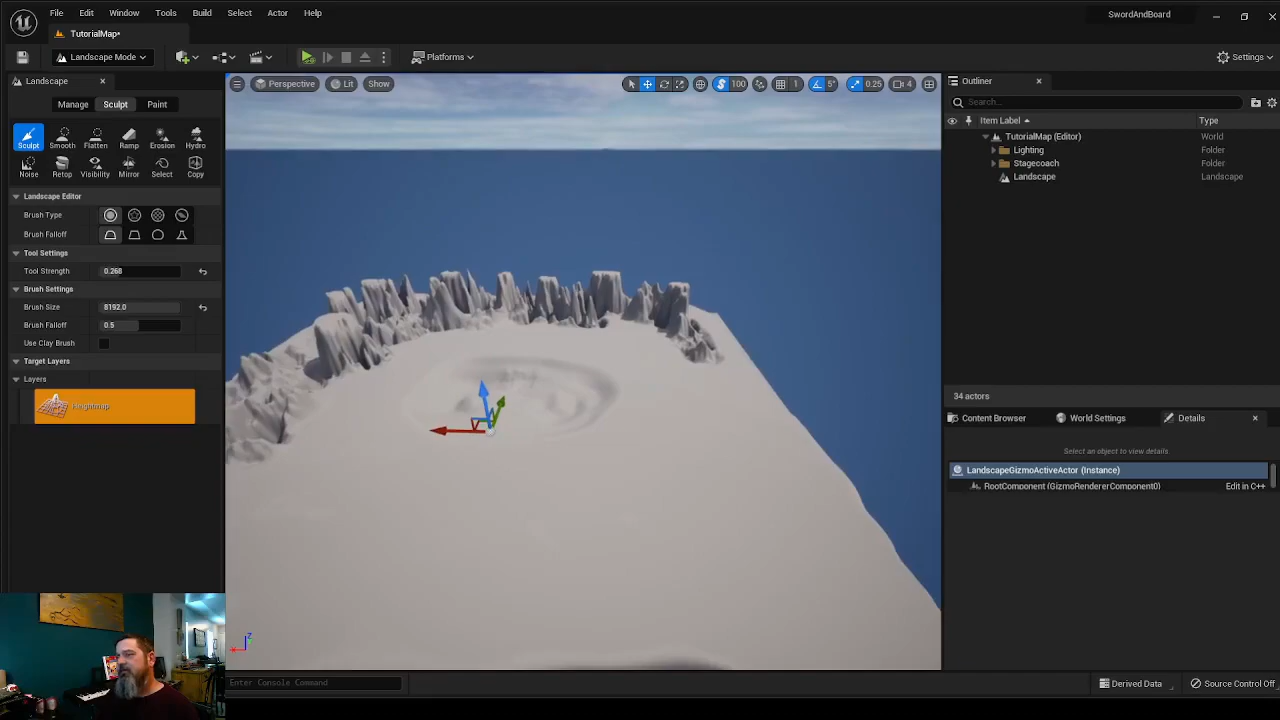 File Edit Window Tools Build Select Actor Help
SwordAndBoard
TutorialMap*
Landscape Mode
Platforms
Settings
Landscape
Perspective Lit Show
100 1 5° 0.25 4
Outliner
Manage Sculpt Paint
Search...
Item Label Type
Sculpt Smooth Flatten Ramp Erosion Hydro
TutorialMap (Editor) World
Lighting Folder
Stagecoach Folder
Landscape Landscape
Noise Retop Visibility Mirror Select Copy
Landscape Editor
Brush Type
Brush Falloff
Tool Settings
Tool Strength 0.268
Brush Settings
Brush Size 8192.0
Brush Falloff 0.5
Use Clay Brush
Target Layers
Layers
Heightmap
34 actors
Content Browser World Settings Details
Select an object to view details
LandscapeGizmoActiveActor (Instance)
RootComponent (GizmoRendererComponent0) Edit in C++
Z
Enter Console Command
Derived Data Source Control Off